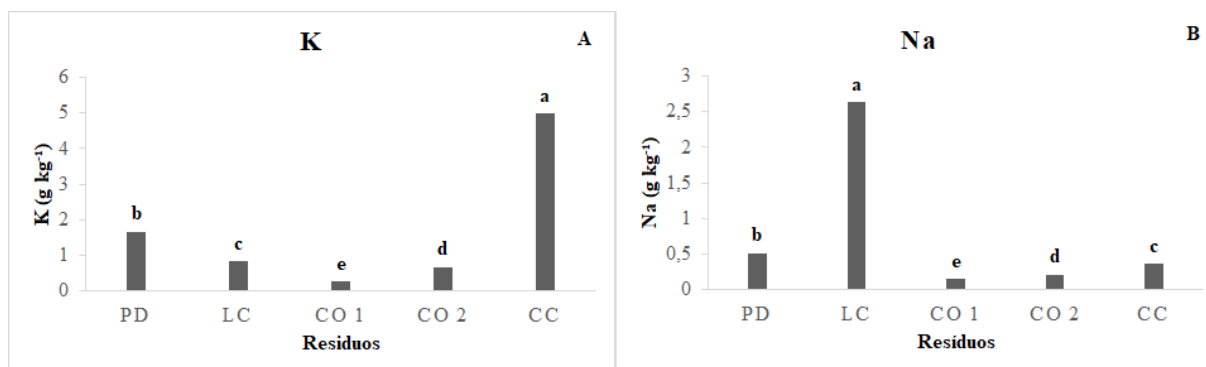 K
A
K (g kg⁻¹)
6
5
4
3
2
1
0
b
c
e
d
a
PD LC CO 1 CO 2 CC
Resíduos
Na
B
Na (g kg⁻¹)
3
2,5
2
1,5
1
0,5
0
b
a
e
d
c
PD LC CO 1 CO 2 CC
Resíduos